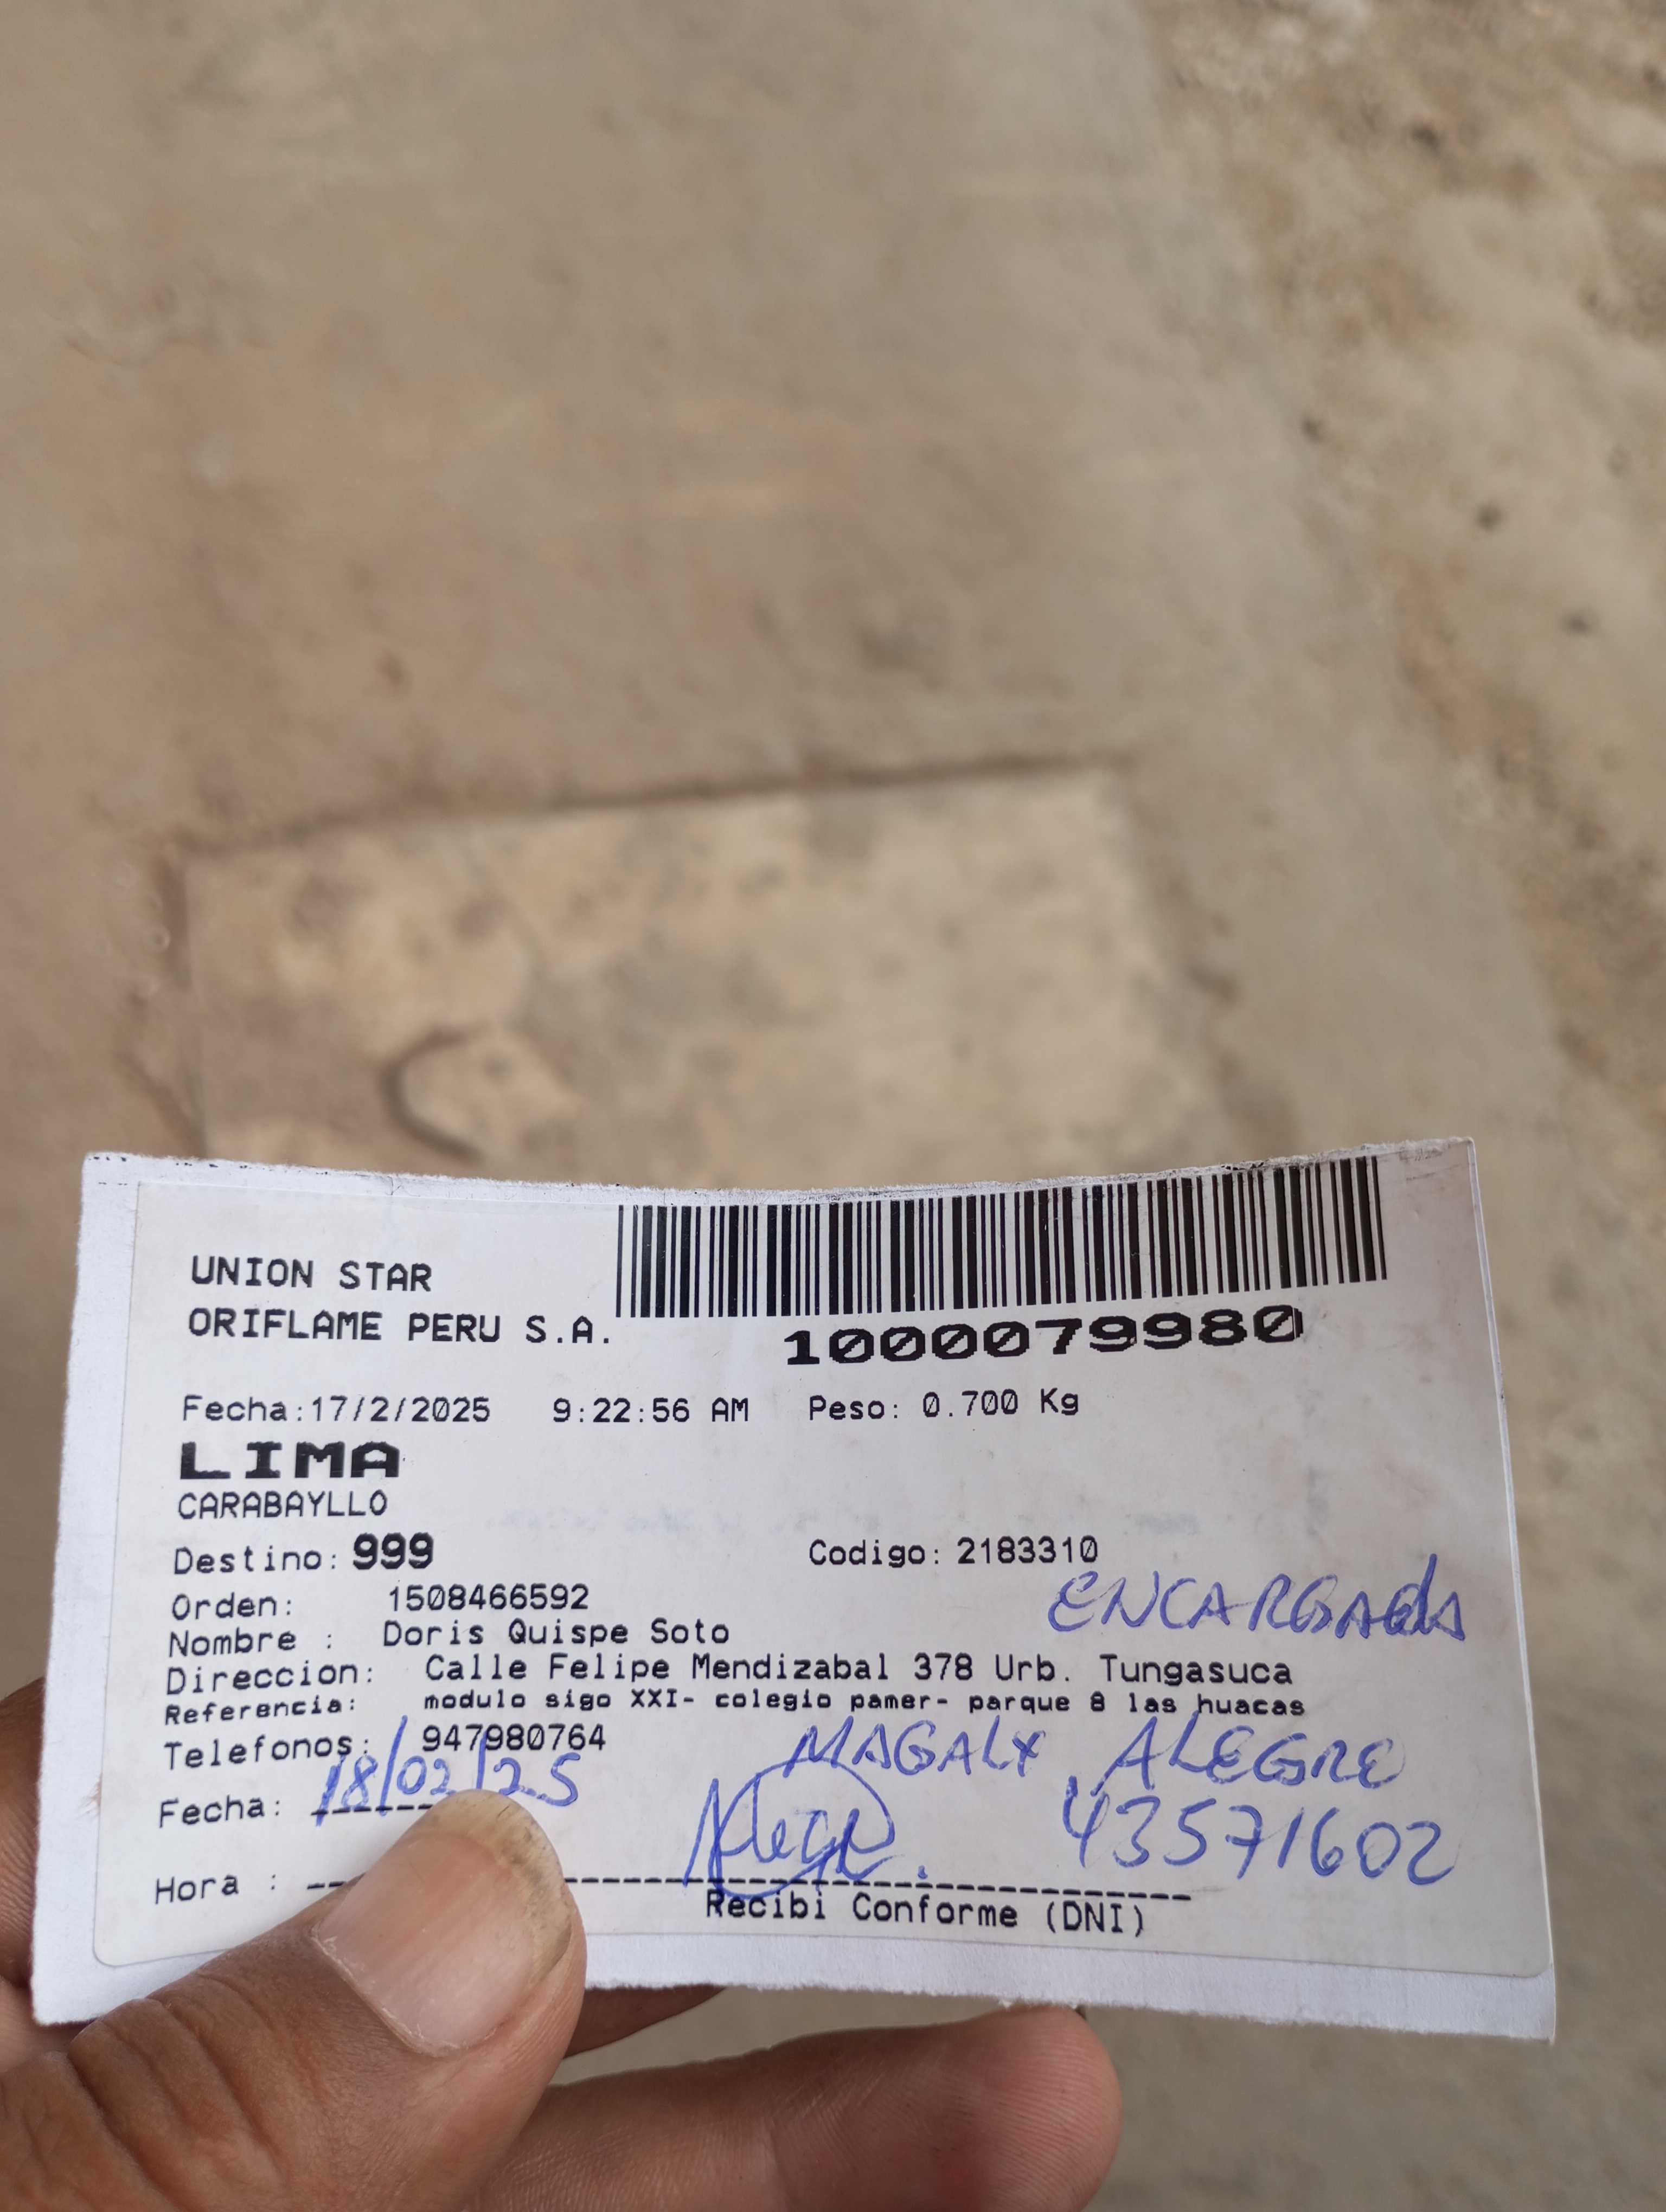 UNION STAR
ORIFLAME PERU S.A.
1000079980
Fecha:17/2/2025 9:22:56 AM Peso: 0.700 Kg
LIMA
CARABAYLLO
Destino: 999 Codigo: 2183310
Orden: 1508466592
ENCARGADA
Nombre : Doris Quispe Soto
Direccion: Calle Felipe Mendizabal 378 Urb. Tungasuca
Referencia: modulo sigo XXI- colegio pamer- parque 8 las huacas
Telefonos: 947980764
MAGALY ALEGRE
Fecha: 18/02/25
43571602
Hora :
Recibi Conforme (DNI)